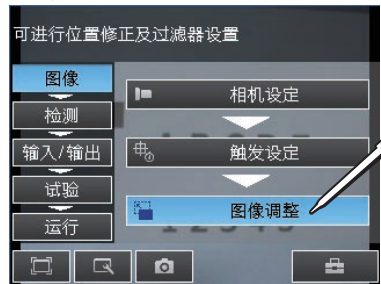 可进行位置修正及过滤器设置
图像
相机设定
检测
输入/输出
触发设定
试验
图像调整
运行